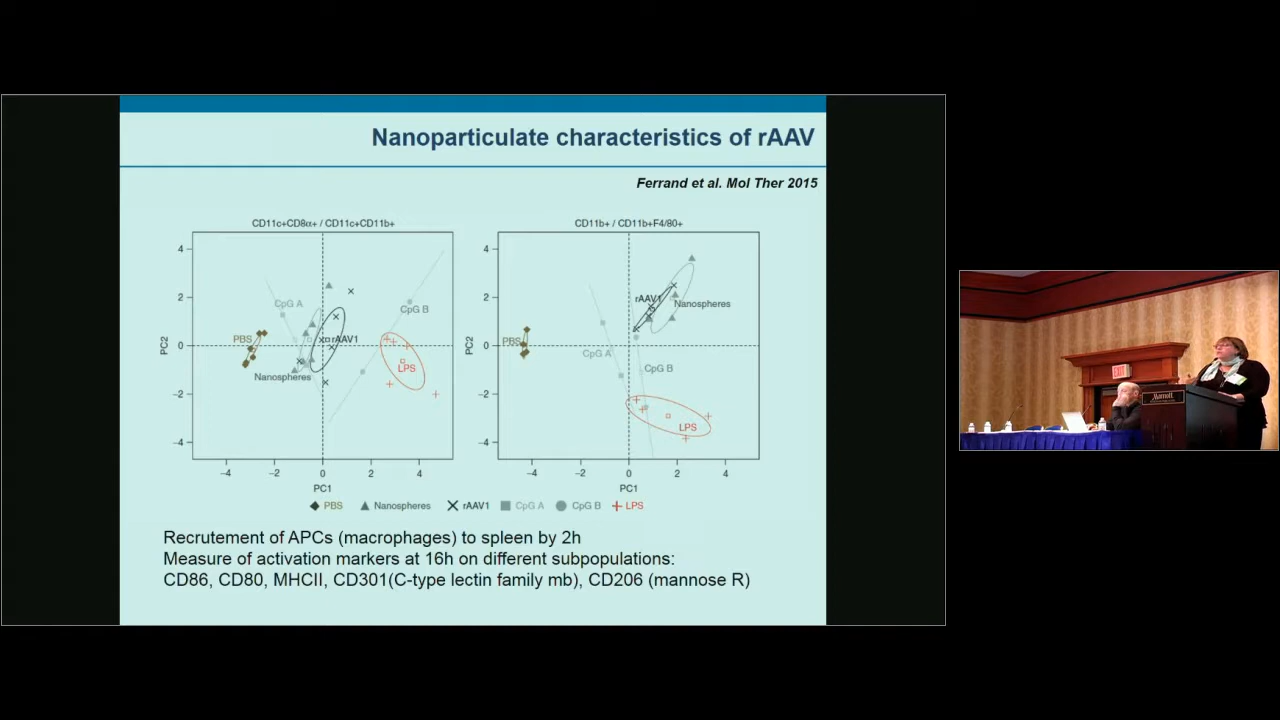 Nanoparticulate characteristics of rAAV
Ferrand et al. Mol Ther 2015
CD11c+CD8α+ / CD11c+CD11b+
4
2
0
−2
−4
PC2
CpG A
CpG B
PBS
rAAV1
Nanospheres
LPS
−4 −2 0 2 4
PC1
CD11b+ / CD11b+F4/80+
4
2
0
−2
−4
PC2
rAAV1
Nanospheres
PBS
CpG A
CpG B
LPS
−4 −2 0 2 4
PC1
PBS Nanospheres rAAV1 CpG A CpG B LPS
Recrutement of APCs (macrophages) to spleen by 2h
Measure of activation markers at 16h on different subpopulations:
CD86, CD80, MHCII, CD301(C-type lectin family mb), CD206 (mannose R)
EXIT
Marriott